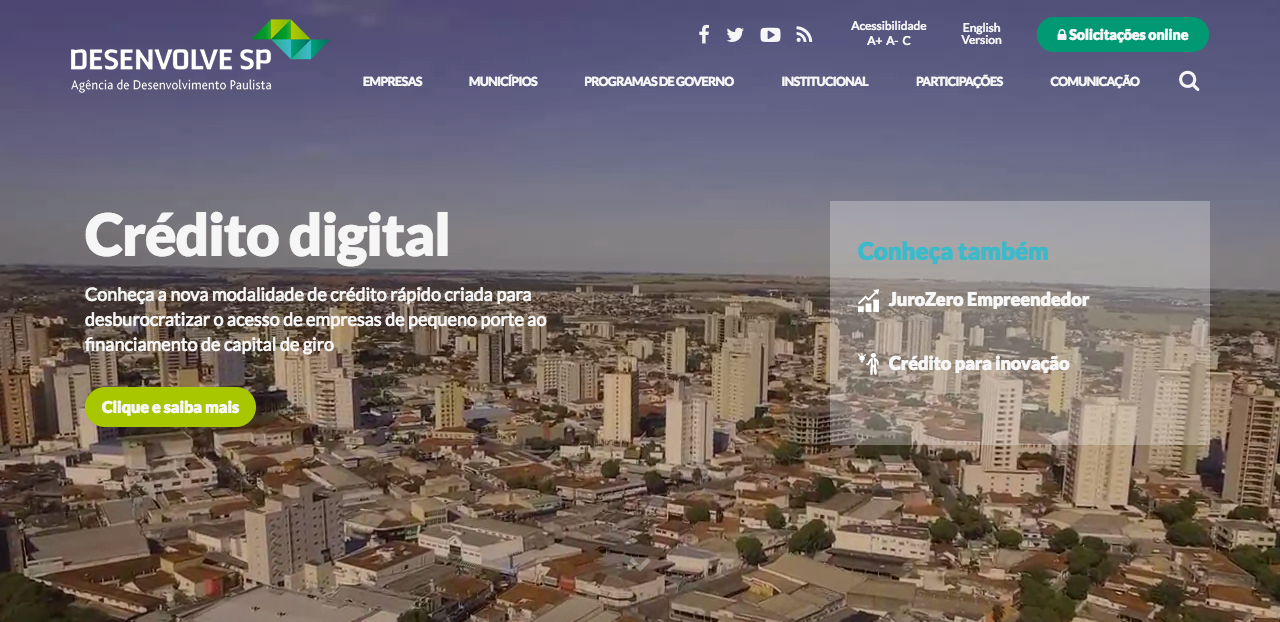 DESENVOLVE SP
Agência de Desenvolvimento Paulista
Acessibilidade
A+ A- C
English
Version
Solicitações online
EMPRESAS
MUNICÍPIOS
PROGRAMAS DE GOVERNO
INSTITUCIONAL
PARTICIPAÇÕES
COMUNICAÇÃO
Crédito digital
Conheça a nova modalidade de crédito rápido criada para
desburocratizar o acesso de empresas de pequeno porte ao
financiamento de capital de giro
Clique e saiba mais
Conheça também
JuroZero Empreendedor
Crédito para inovação